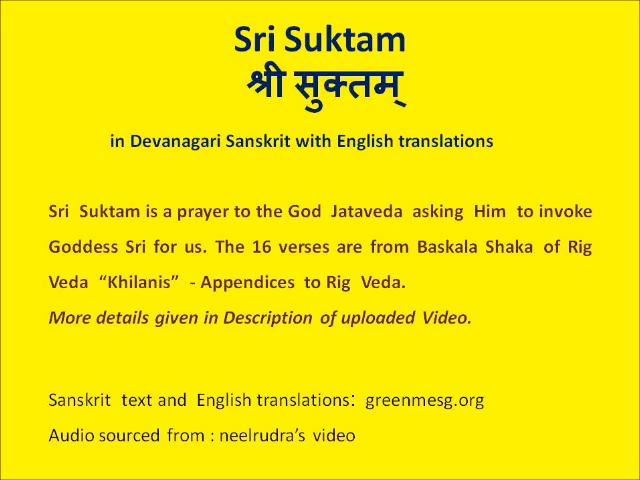 Sri Suktam
श्री सुक्तम्
in Devanagari Sanskrit with English translations
Sri Suktam is a prayer to the God Jataveda asking Him to invoke
Goddess Sri for us. The 16 verses are from Baskala Shaka of Rig
Veda “Khilanis” - Appendices to Rig Veda.
More details given in Description of uploaded Video.
Sanskrit text and English translations: greenmesg.org
Audio sourced from : neelrudra’s video